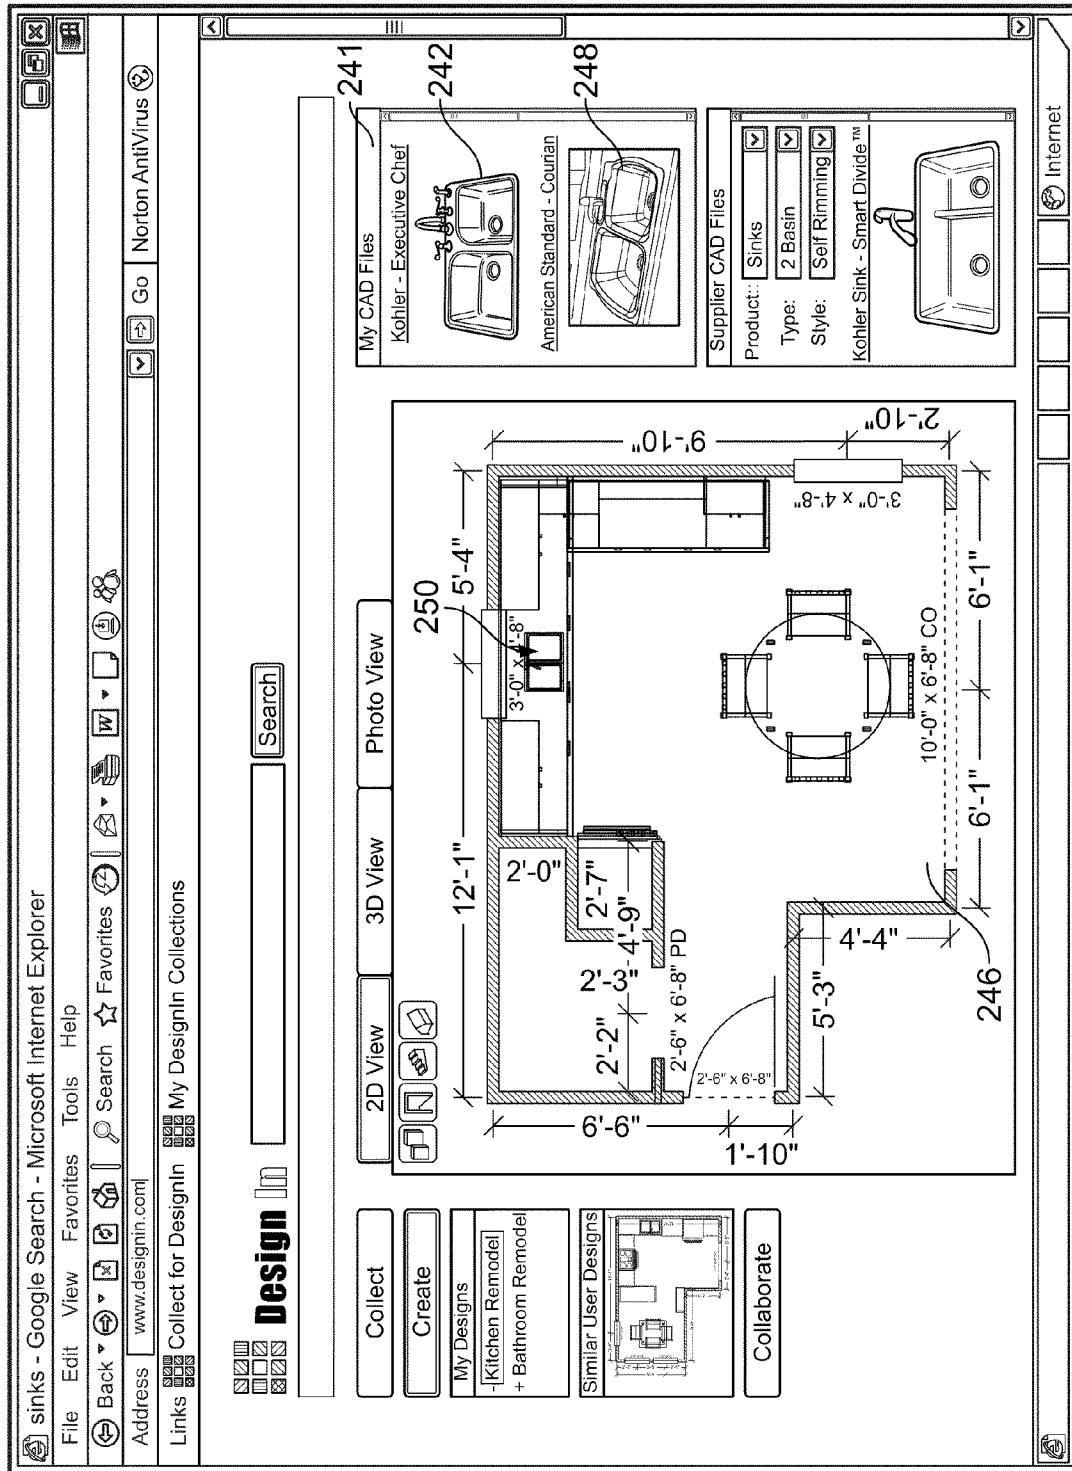 sinks - Google Search - Microsoft Internet Explorer
File Edit View Favorites Tools Help
Back Search Favorites W
Address www.designin.com Go Norton AntiVirus
Links Collect for DesignIn My DesignIn Collections
Design In
Search
Collect
Create
My Designs
-Kitchen Remodel
+ Bathroom Remodel
Similar User Designs
Collaborate
2D View 3D View Photo View
12'-1" 5'-4"
250
3'-0" x
6'-6"
2'-0"
2'-7"
4'-9"
2'-3"
2'-2"
2'-6" x 6'-8" PD
2'-6" x 6'-8"
1'-10"
5'-3"
4'-4"
9'-10"
3'-0" x 4'-8"
2'-10"
10'-0" x 6'-8" CO
6'-1" 6'-1"
246
241
My CAD Files
Kohler - Executive Chef
242
American Standard - Courian
248
Supplier CAD Files
Product:: Sinks
Type: 2 Basin
Style: Self Rimming
Kohler Sink - Smart Divide™
Internet